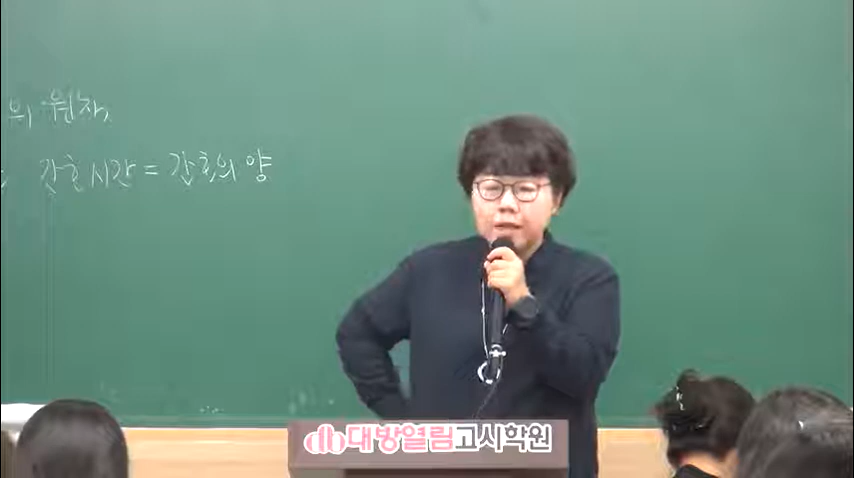 의 원칙
간호시간 = 간호의 양
대방열림고시학원